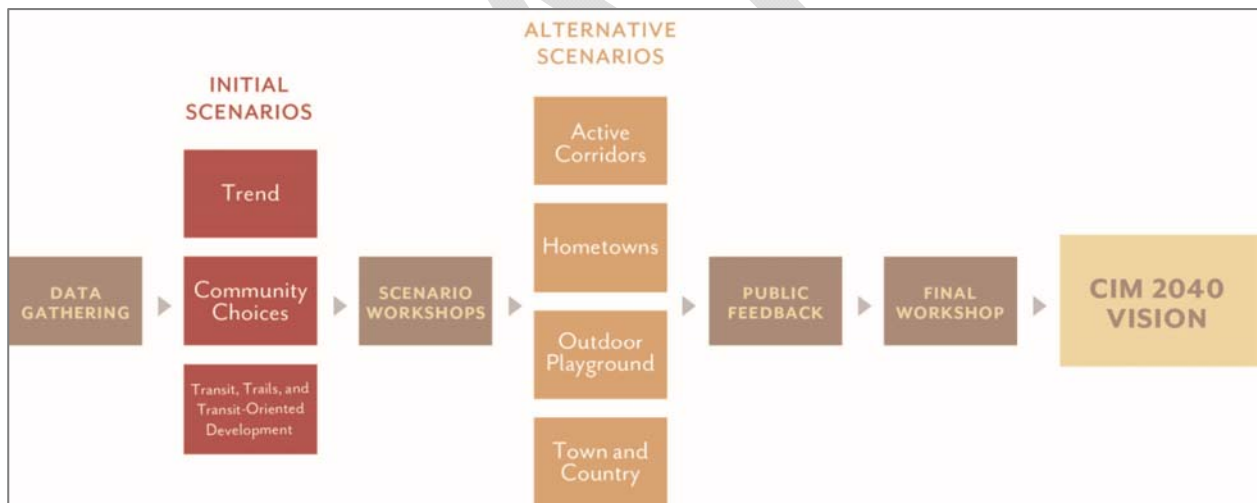 DATA
GATHERING
INITIAL
SCENARIOS
Trend
Community
Choices
Transit, Trails, and
Transit-Oriented
Development
SCENARIO
WORKSHOPS
ALTERNATIVE
SCENARIOS
Active
Corridors
Hometowns
Outdoor
Playground
Town and
Country
PUBLIC
FEEDBACK
FINAL
WORKSHOP
CIM 2040
VISION